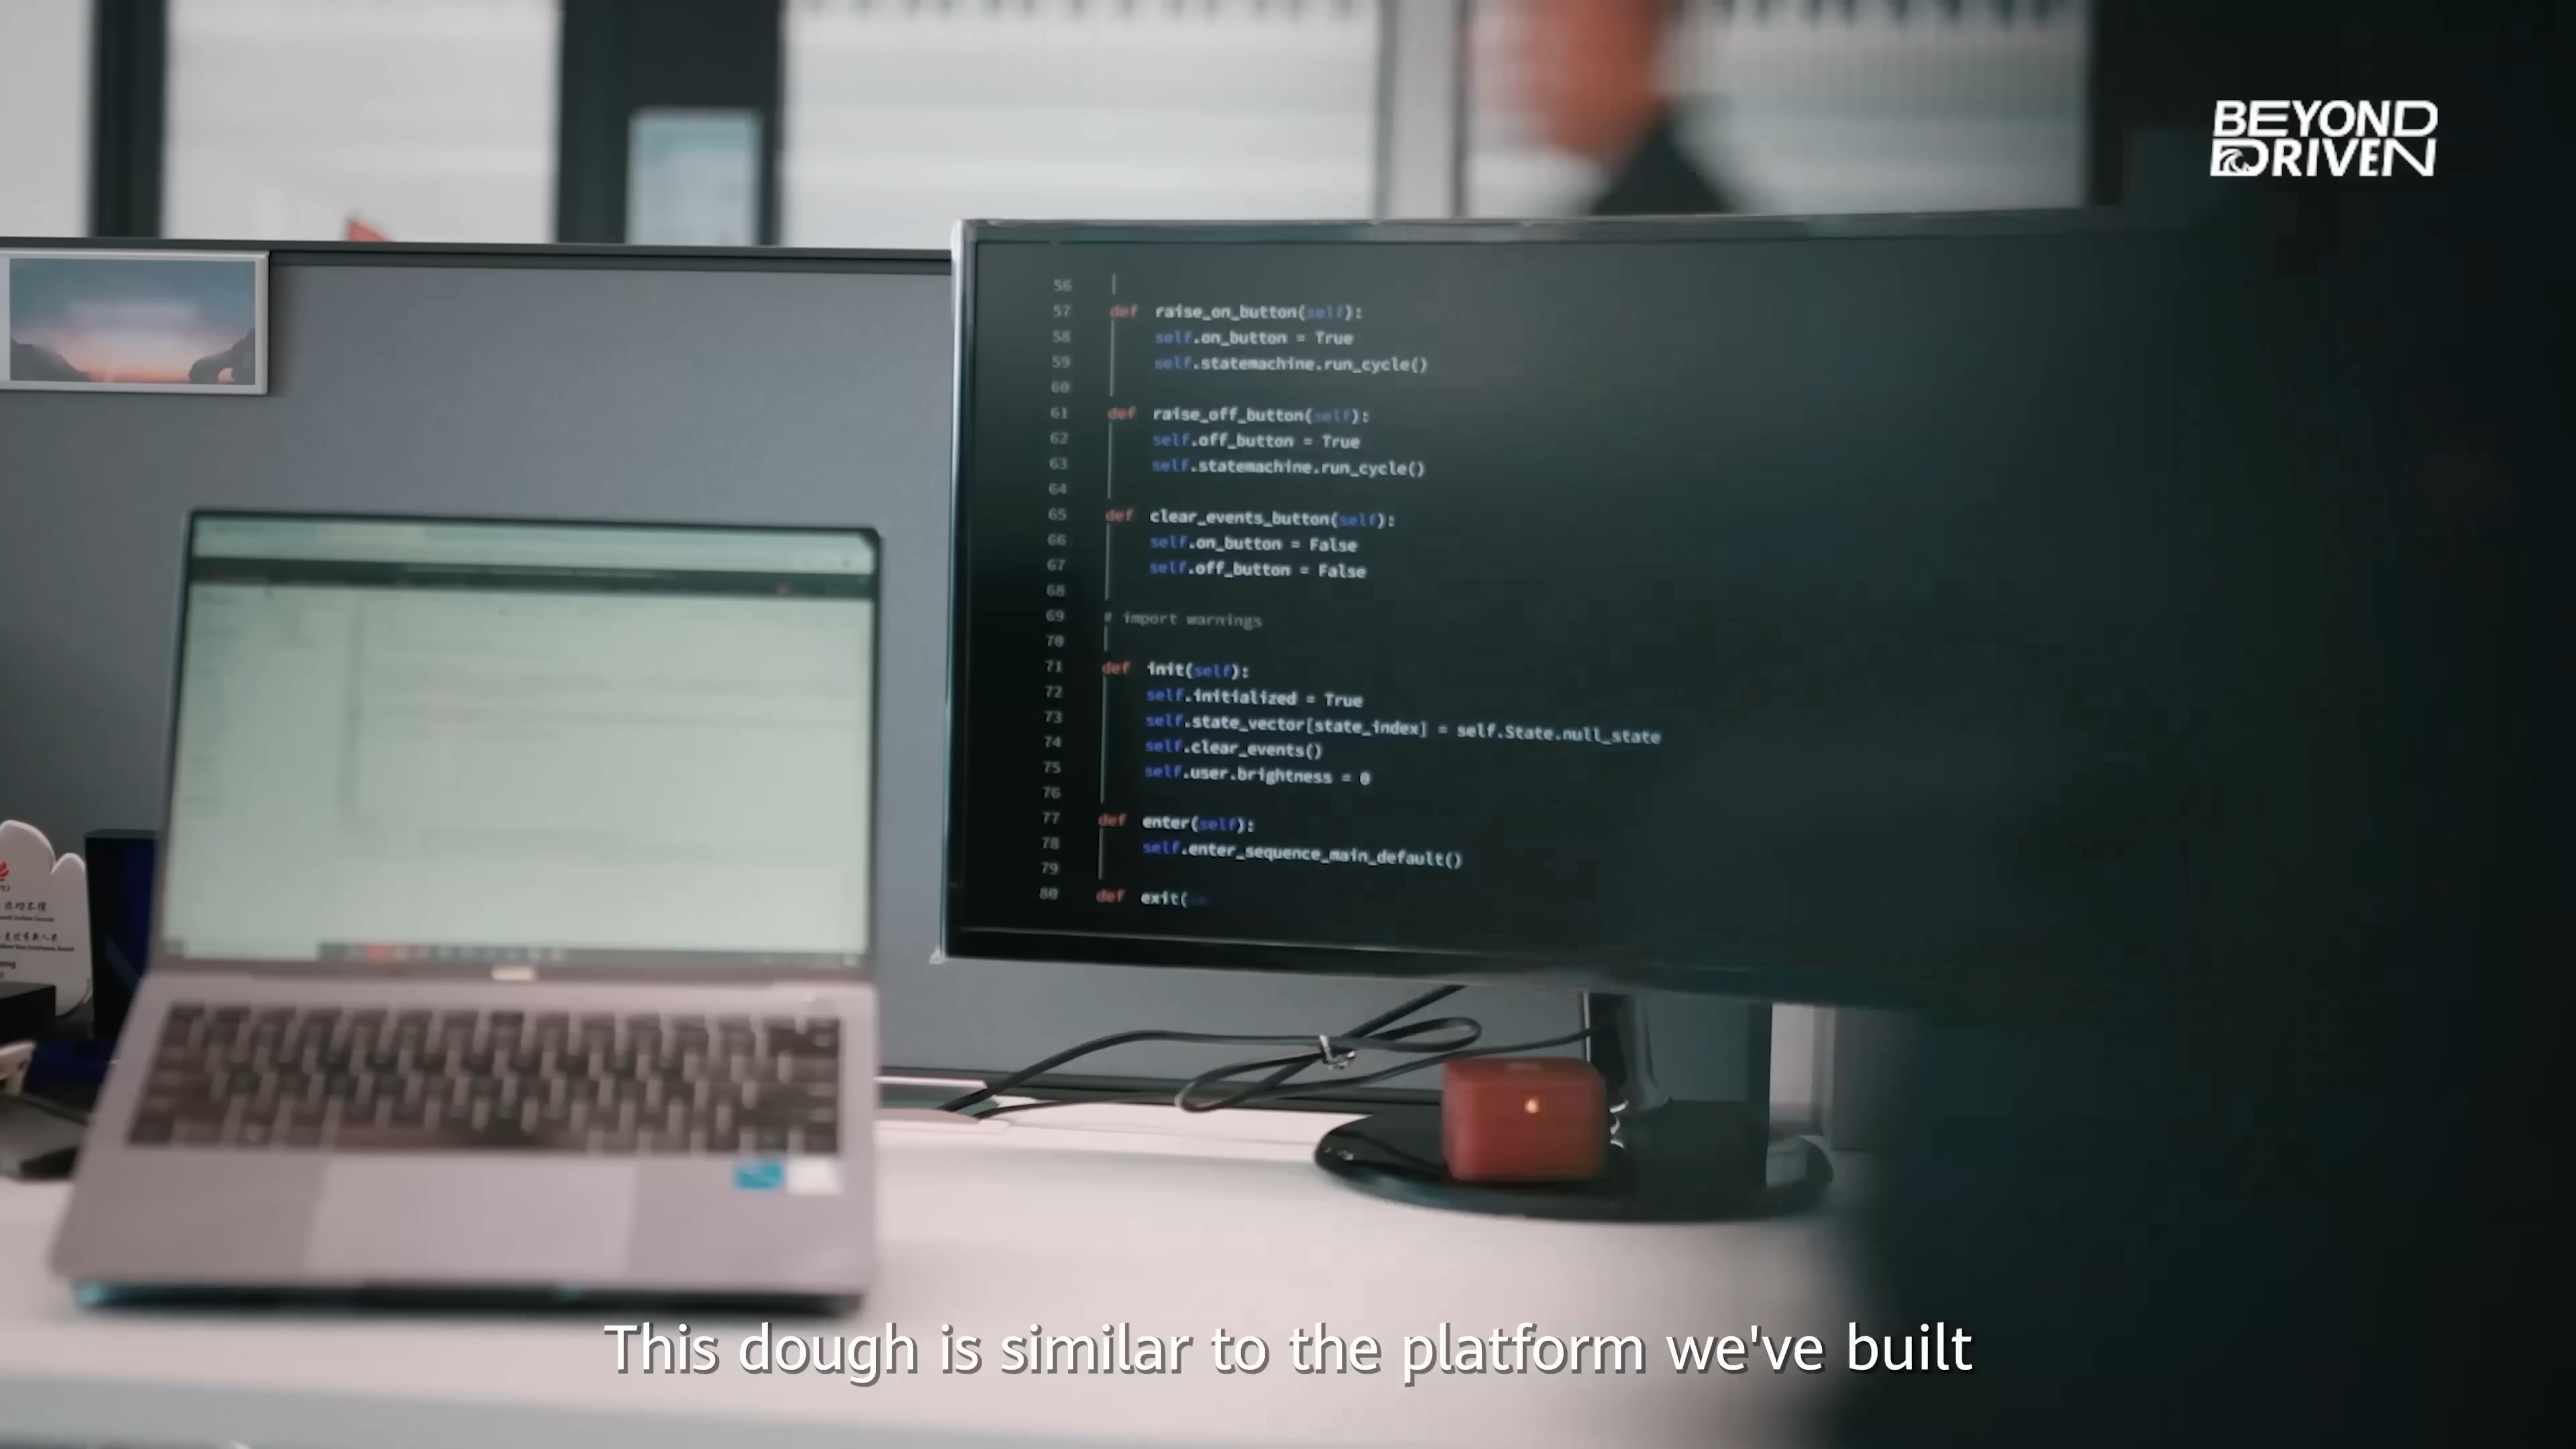 BEYOND
DRIVEN
56
57 def raise_on_button(self):
58 self.on_button = True
59 self.statemachine.run_cycle()
60
61 def raise_off_button(self):
62 self.off_button = True
63 self.statemachine.run_cycle()
64
65 def clear_events_button(self):
66 self.on_button = False
67 self.off_button = False
68
69 # import warnings
70
71 def init(self):
72 self.initialized = True
73 self.state_vector[state_index] = self.State.null_state
74 self.clear_events()
75 self.user.brightness = 0
76
77 def enter(self):
78 self.enter_sequence_main_default()
79
80 def exit(
This dough is similar to the platform we've built